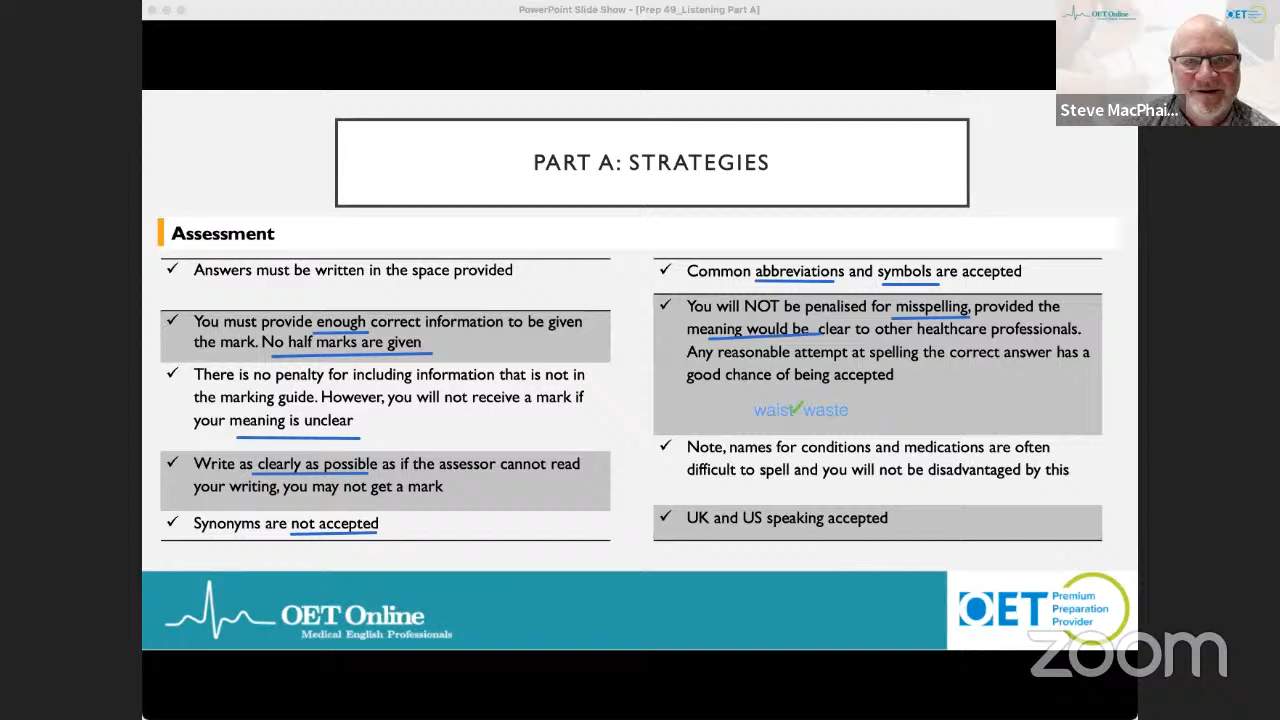 PowerPoint Slide Show - [Prep 49_Listening Part A]
OET Online
OET
Steve MacPhai...
PART A: STRATEGIES
Assessment
✓ Answers must be written in the space provided
✓ You must provide enough correct information to be given
the mark. No half marks are given
✓ There is no penalty for including information that is not in
the marking guide. However, you will not receive a mark if
your meaning is unclear
✓ Write as clearly as possible as if the assessor cannot read
your writing, you may not get a mark
✓ Synonyms are not accepted
✓ Common abbreviations and symbols are accepted
✓ You will NOT be penalised for misspelling, provided the
meaning would be clear to other healthcare professionals.
Any reasonable attempt at spelling the correct answer has a
good chance of being accepted
waist✓waste
✓ Note, names for conditions and medications are often
difficult to spell and you will not be disadvantaged by this
✓ UK and US speaking accepted
OET Online
Medical English Professionals
OET
Premium
Preparation
Provider
zoom